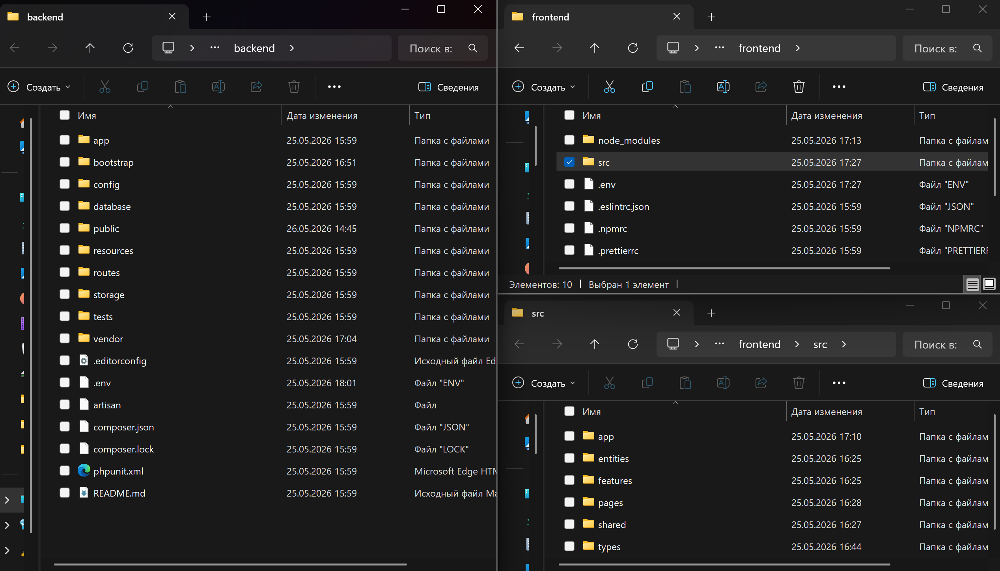 backend
backend
Поиск в:
Создать
Сведения
Имя Дата изменения Тип
app 25.05.2026 15:59 Папка с файлами
bootstrap 25.05.2026 16:51 Папка с файлами
config 25.05.2026 15:59 Папка с файлами
database 25.05.2026 15:59 Папка с файлами
public 26.05.2026 14:45 Папка с файлами
resources 25.05.2026 15:59 Папка с файлами
routes 25.05.2026 15:59 Папка с файлами
storage 25.05.2026 15:59 Папка с файлами
tests 25.05.2026 15:59 Папка с файлами
vendor 25.05.2026 17:04 Папка с файлами
.editorconfig 25.05.2026 15:59 Исходный файл Ed
.env 25.05.2026 18:01 Файл "ENV"
artisan 25.05.2026 15:59 Файл
composer.json 25.05.2026 15:59 Файл "JSON"
composer.lock 25.05.2026 15:59 Файл "LOCK"
phpunit.xml 25.05.2026 15:59 Microsoft Edge HTM
README.md 25.05.2026 15:59 Исходный файл Ma
frontend
frontend
Поиск в:
Создать
Сведения
Имя Дата изменения Тип
node_modules 25.05.2026 17:13 Папка с файлам
src 25.05.2026 17:27 Папка с файлам
.env 25.05.2026 17:27 Файл "ENV"
.eslintrc.json 25.05.2026 15:59 Файл "JSON"
.npmrc 25.05.2026 15:59 Файл "NPMRC"
.prettierrc 25.05.2026 15:59 Файл "PRETTIERR
Элементов: 10 Выбран 1 элемент
src
frontend src
Поиск в:
Создать
Сведения
Имя Дата изменения Тип
app 25.05.2026 17:10 Папка с файлам
entities 25.05.2026 16:25 Папка с файлам
features 25.05.2026 16:25 Папка с файлам
pages 25.05.2026 16:28 Папка с файлам
shared 25.05.2026 16:27 Папка с файлам
types 25.05.2026 16:44 Папка с файлам